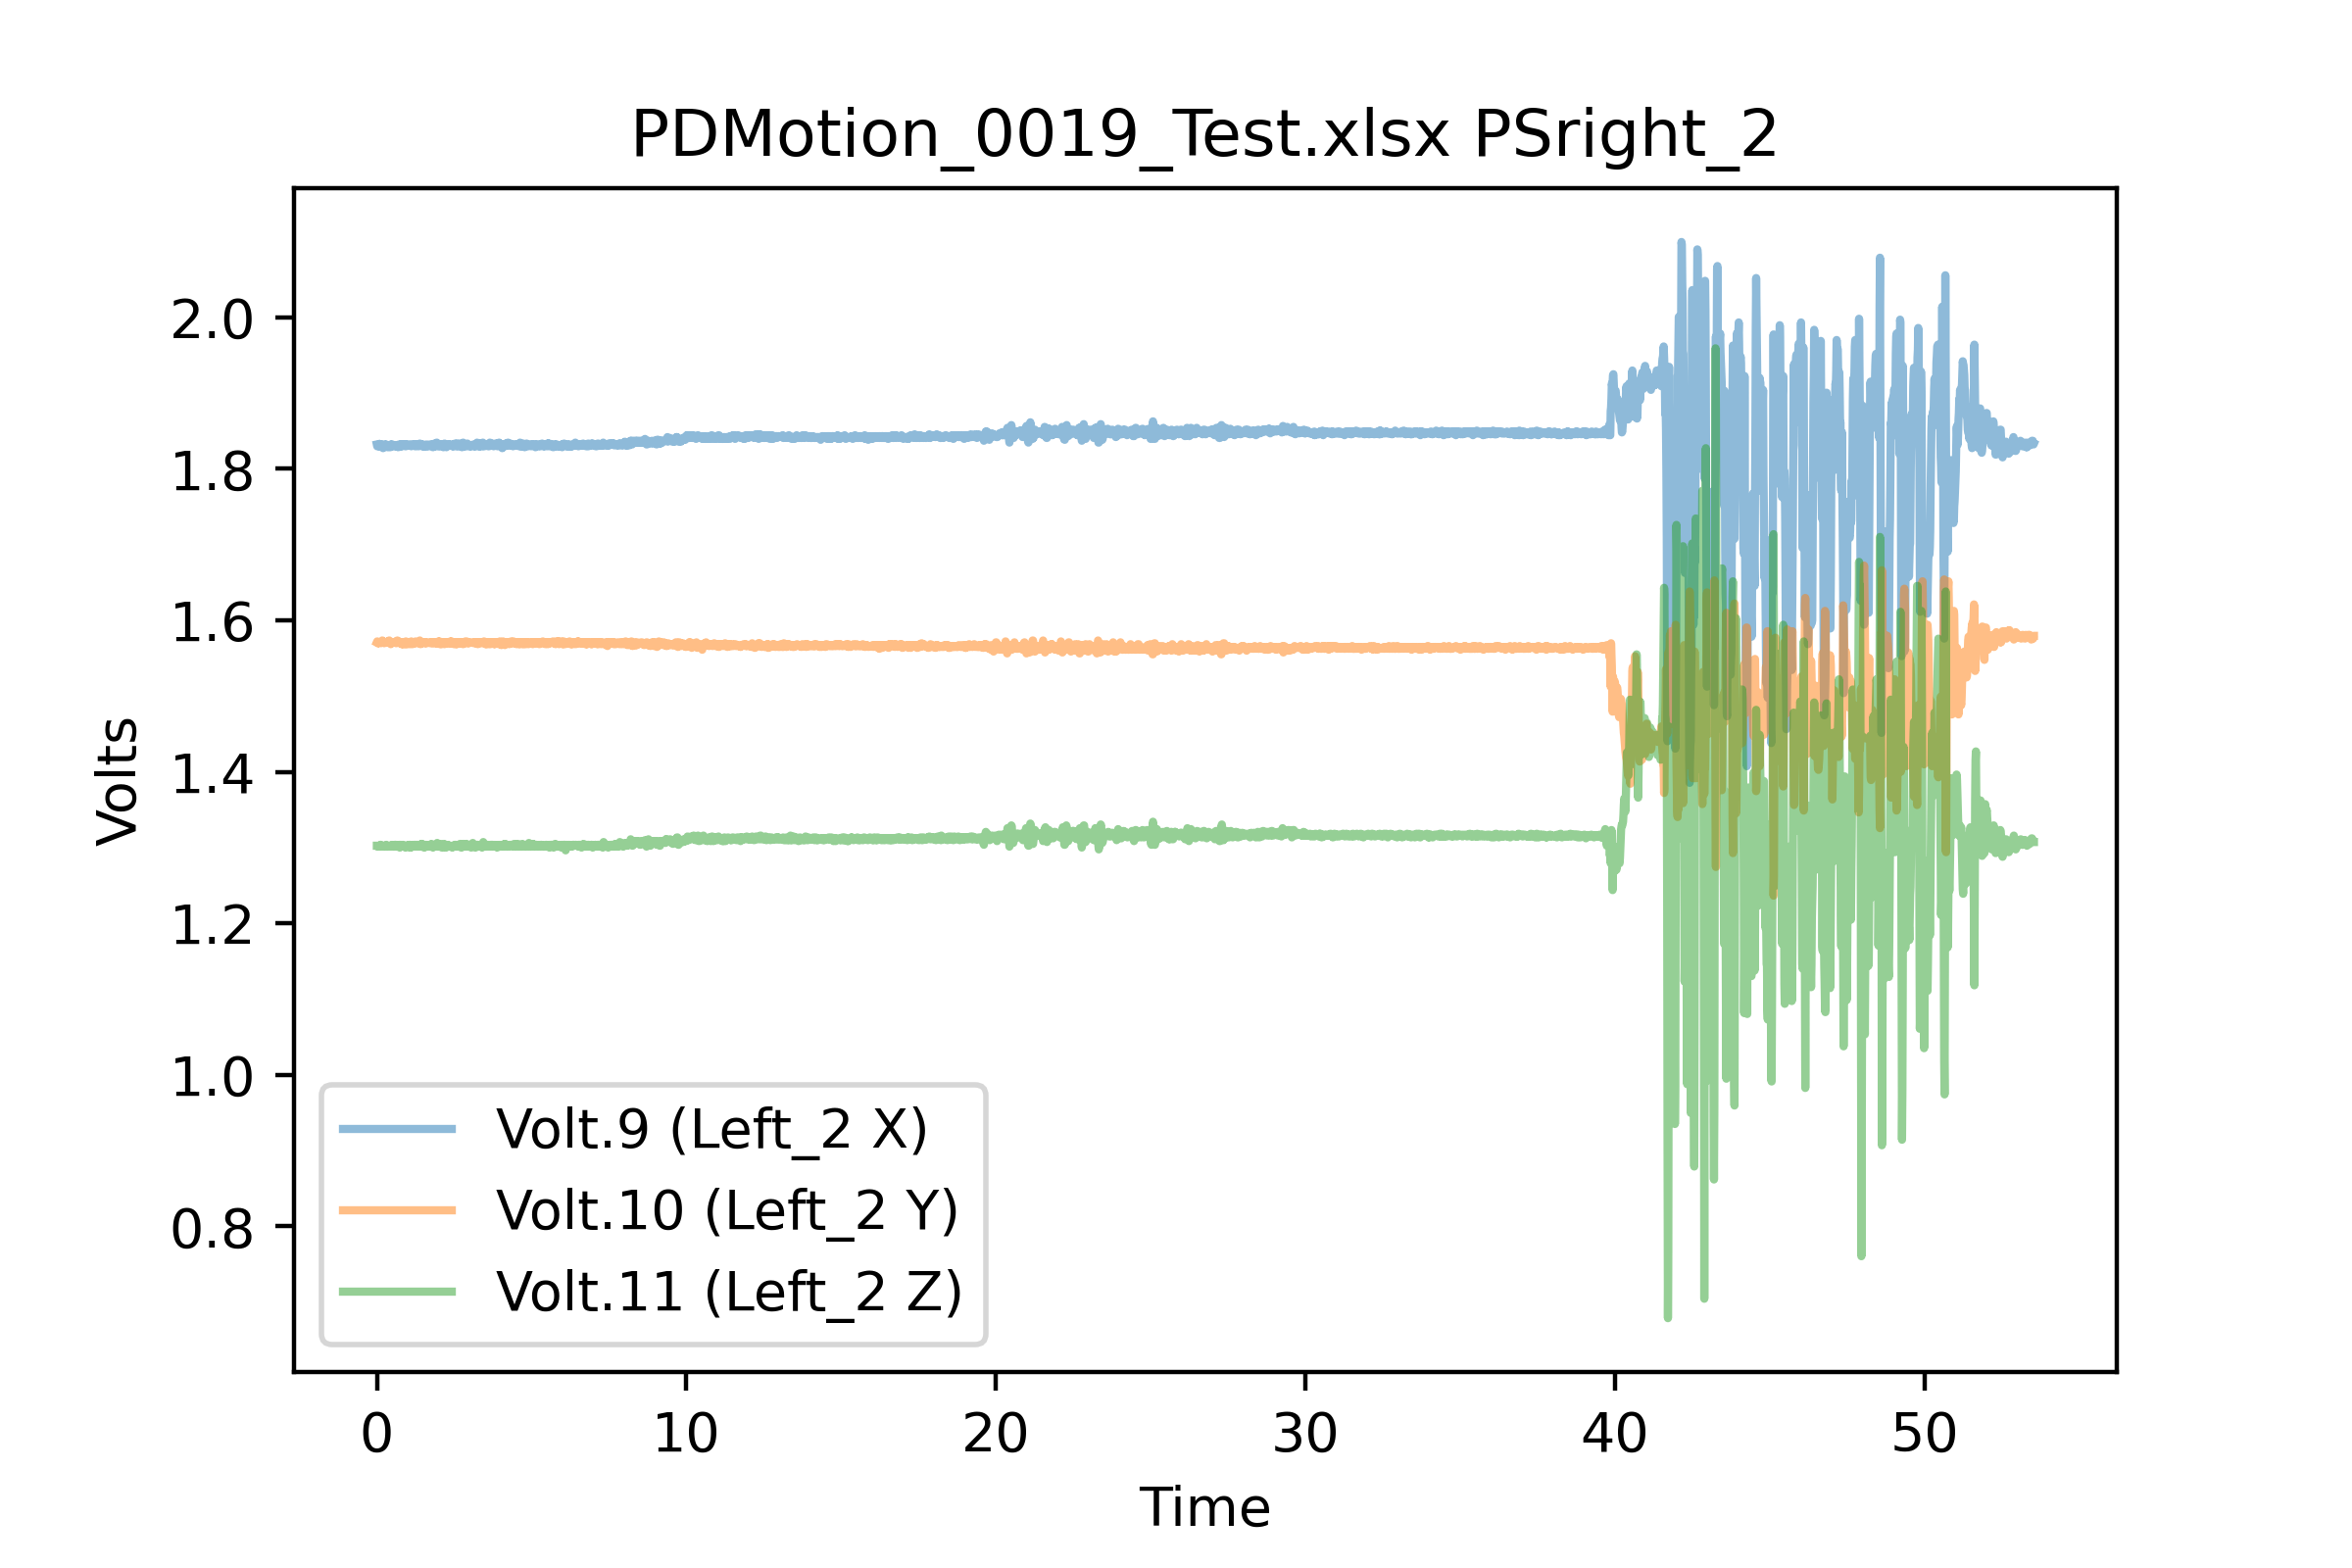 PDMotion_0019_Test.xlsx PSright_2
Volts
2.0
1.8
1.6
1.4
1.2
1.0
0.8
Volt.9 (Left_2 X)
Volt.10 (Left_2 Y)
Volt.11 (Left_2 Z)
0 10 20 30 40 50
Time